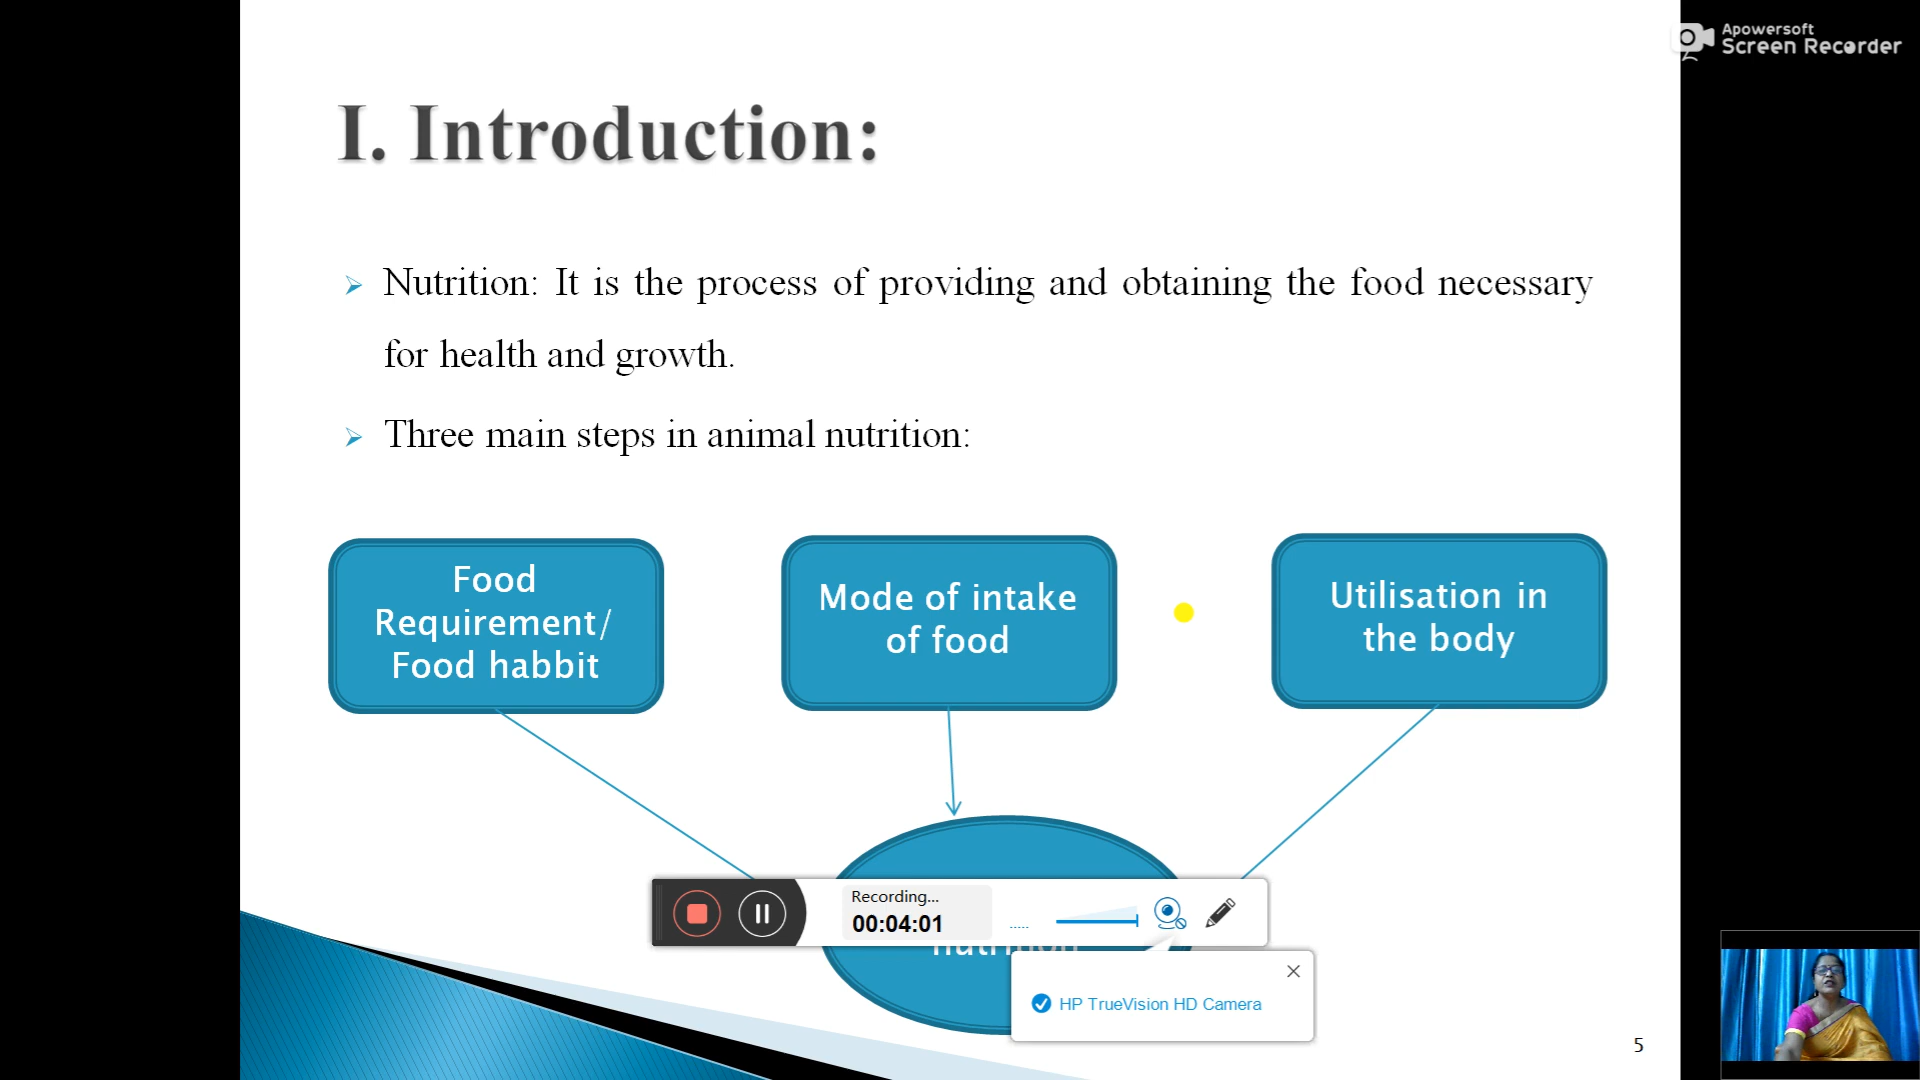 Apowersoft
Screen Recorder
I. Introduction:
Nutrition: It is the process of providing and obtaining the food necessary
for health and growth.
Three main steps in animal nutrition:
Food
Requirement/
Food habbit
Mode of intake
of food
Utilisation in
the body
Recording...
00:04:01
HP TrueVision HD Camera
5